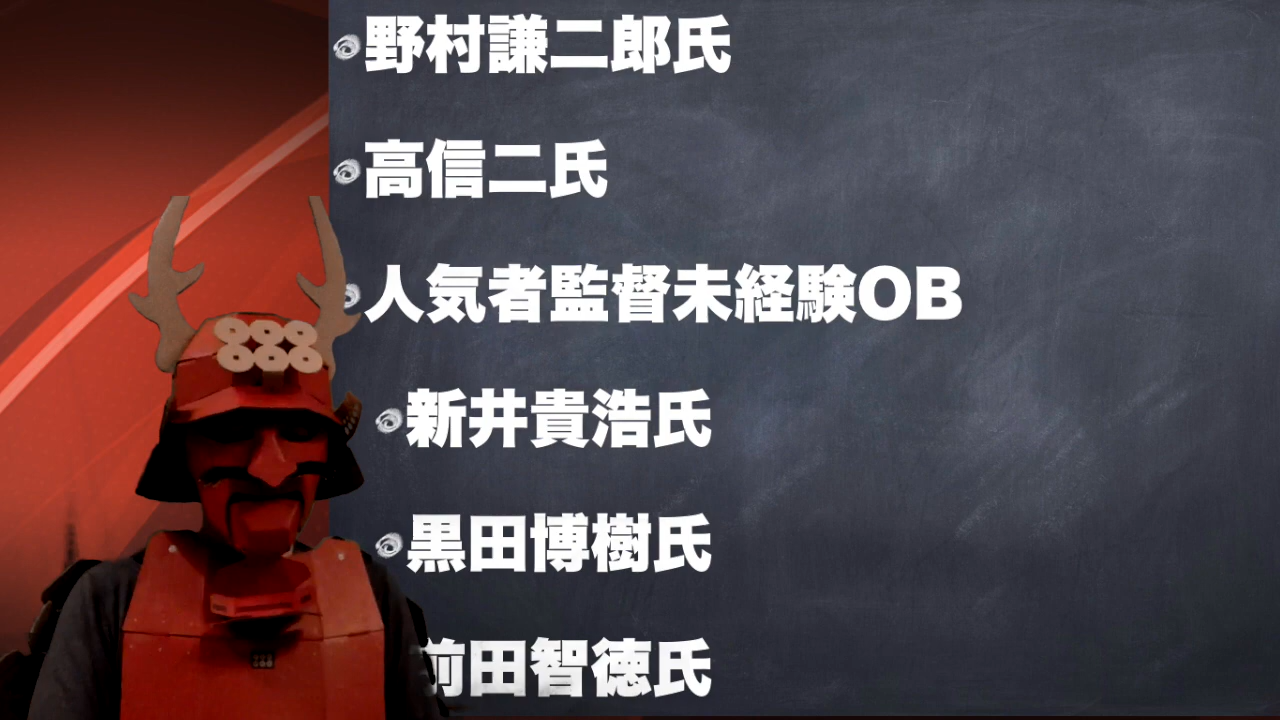 野村謙二郎氏
高信二氏
人気者監督未経験OB
新井貴浩氏
黒田博樹氏
前田智徳氏